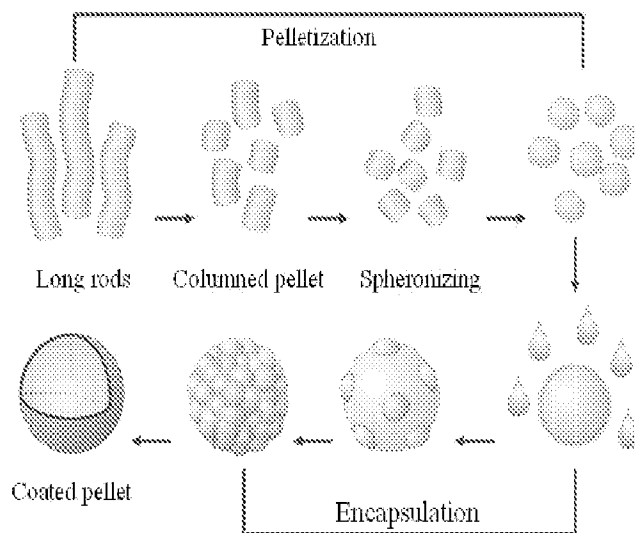 Pelletization
Long rods
Columned pellet
Spheronizing
Coated pellet
Encapsulation